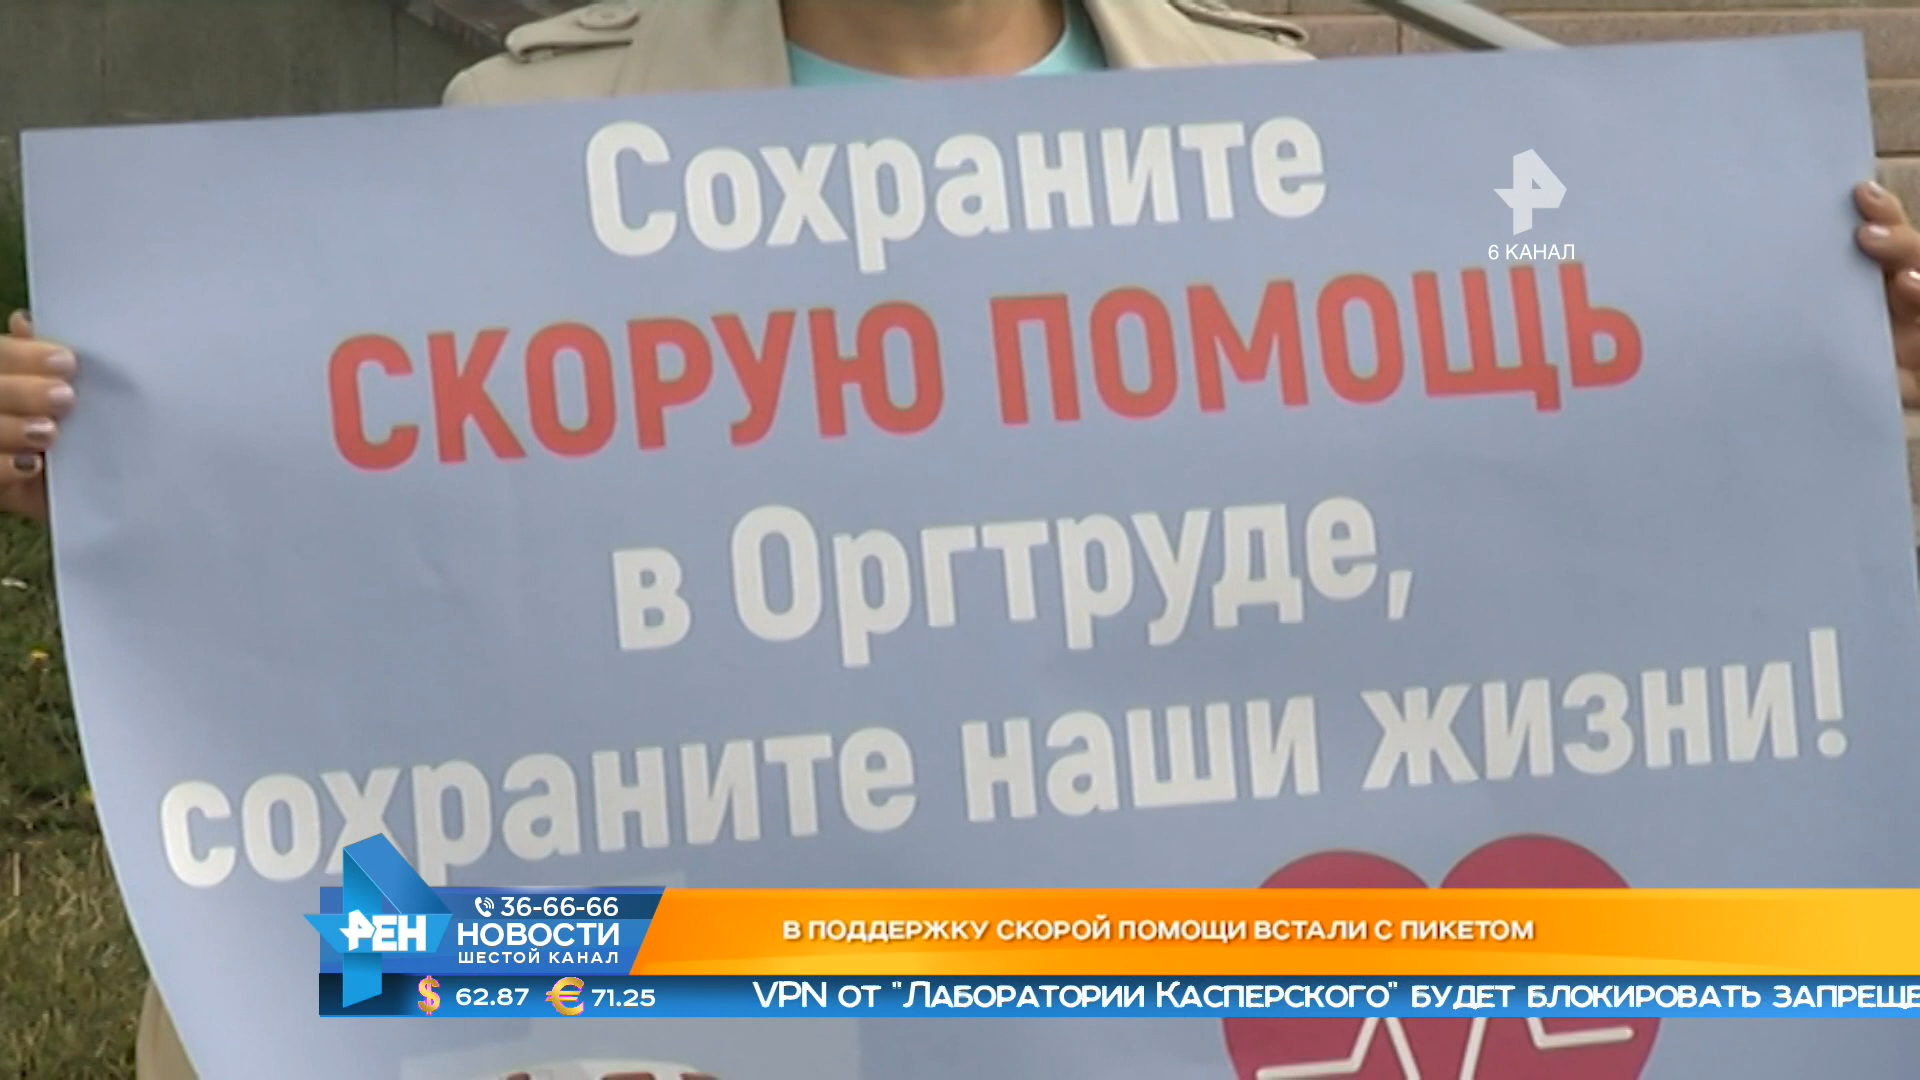 Сохраните
6 КАНАЛ
СКОРУЮ ПОМОЩЬ
в Оргтруде,
сохраните наши жизни!
36-66-66
РЕН НОВОСТИ
ШЕСТОЙ КАНАЛ
В ПОДДЕРЖКУ СКОРОЙ ПОМОЩИ ВСТАЛИ С ПИКЕТОМ
$ 62.87 € 71.25
VPN ОТ "ЛАБОРАТОРИИ КАСПЕРСКОГО" БУДЕТ БЛОКИРОВАТЬ ЗАПРЕЩЕ